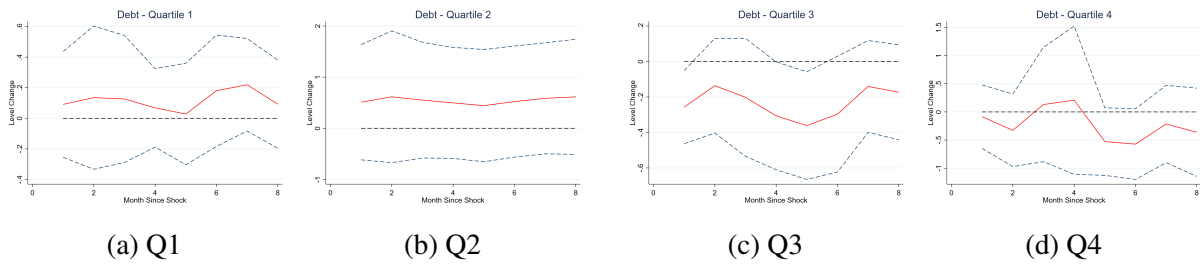 Debt - Quartile 1
Level Change
.6
.4
.2
0
-.2
-.4
0 2 4 6 8
Month Since Shock
(a) Q1
Debt - Quartile 2
Level Change
2
1
0
-1
0 2 4 6 8
Month Since Shock
(b) Q2
Debt - Quartile 3
Level Change
.2
0
-.2
-.4
-.6
0 2 4 6 8
Month Since Shock
(c) Q3
Debt - Quartile 4
Level Change
1.5
1
.5
0
-.5
-1
0 2 4 6 8
Month Since Shock
(d) Q4